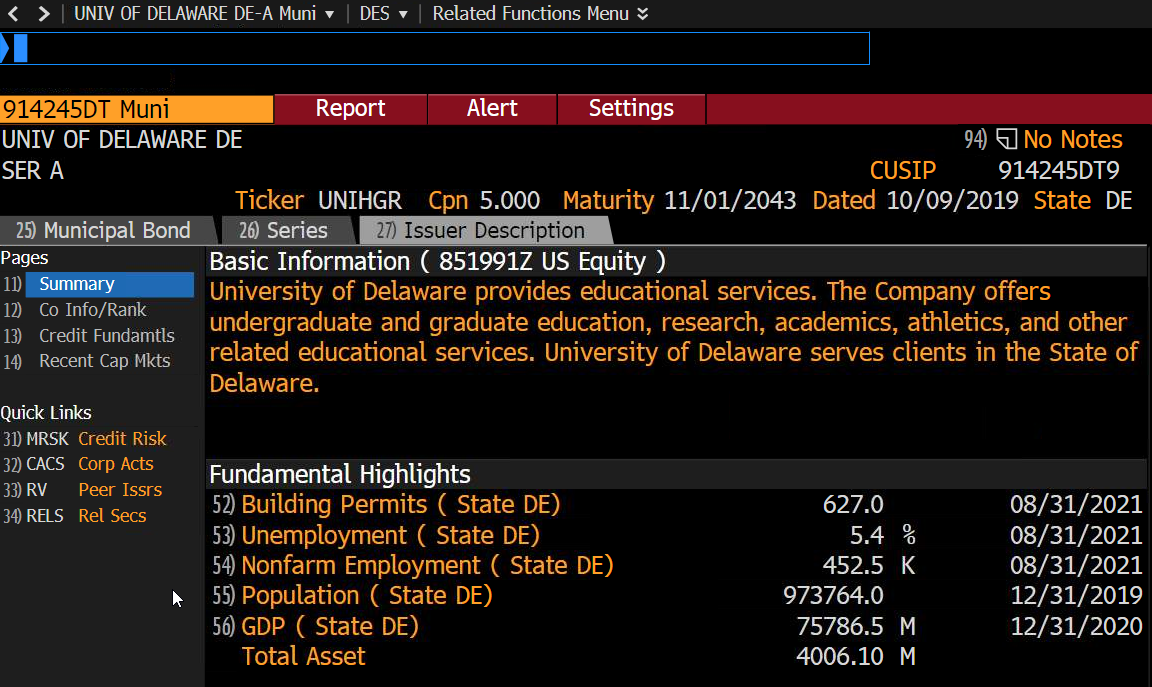 UNIV OF DELAWARE DE-A Muni DES Related Functions Menu
914245DT Muni Report Alert Settings
UNIV OF DELAWARE DE 94) No Notes
SER A CUSIP 914245DT9
Ticker UNIHGR Cpn 5.000 Maturity 11/01/2043 Dated 10/09/2019 State DE
25) Municipal Bond 26) Series 27) Issuer Description
Pages
11) Summary
12) Co Info/Rank
13) Credit Fundamtls
14) Recent Cap Mkts
Quick Links
31) MRSK Credit Risk
32) CACS Corp Acts
33) RV Peer Issrs
34) RELS Rel Secs
Basic Information ( 851991Z US Equity )
University of Delaware provides educational services. The Company offers
undergraduate and graduate education, research, academics, athletics, and other
related educational services. University of Delaware serves clients in the State of
Delaware.
Fundamental Highlights
52) Building Permits ( State DE) 627.0 08/31/2021
53) Unemployment ( State DE) 5.4 % 08/31/2021
54) Nonfarm Employment ( State DE) 452.5 K 08/31/2021
55) Population ( State DE) 973764.0 12/31/2019
56) GDP ( State DE) 75786.5 M 12/31/2020
Total Asset 4006.10 M